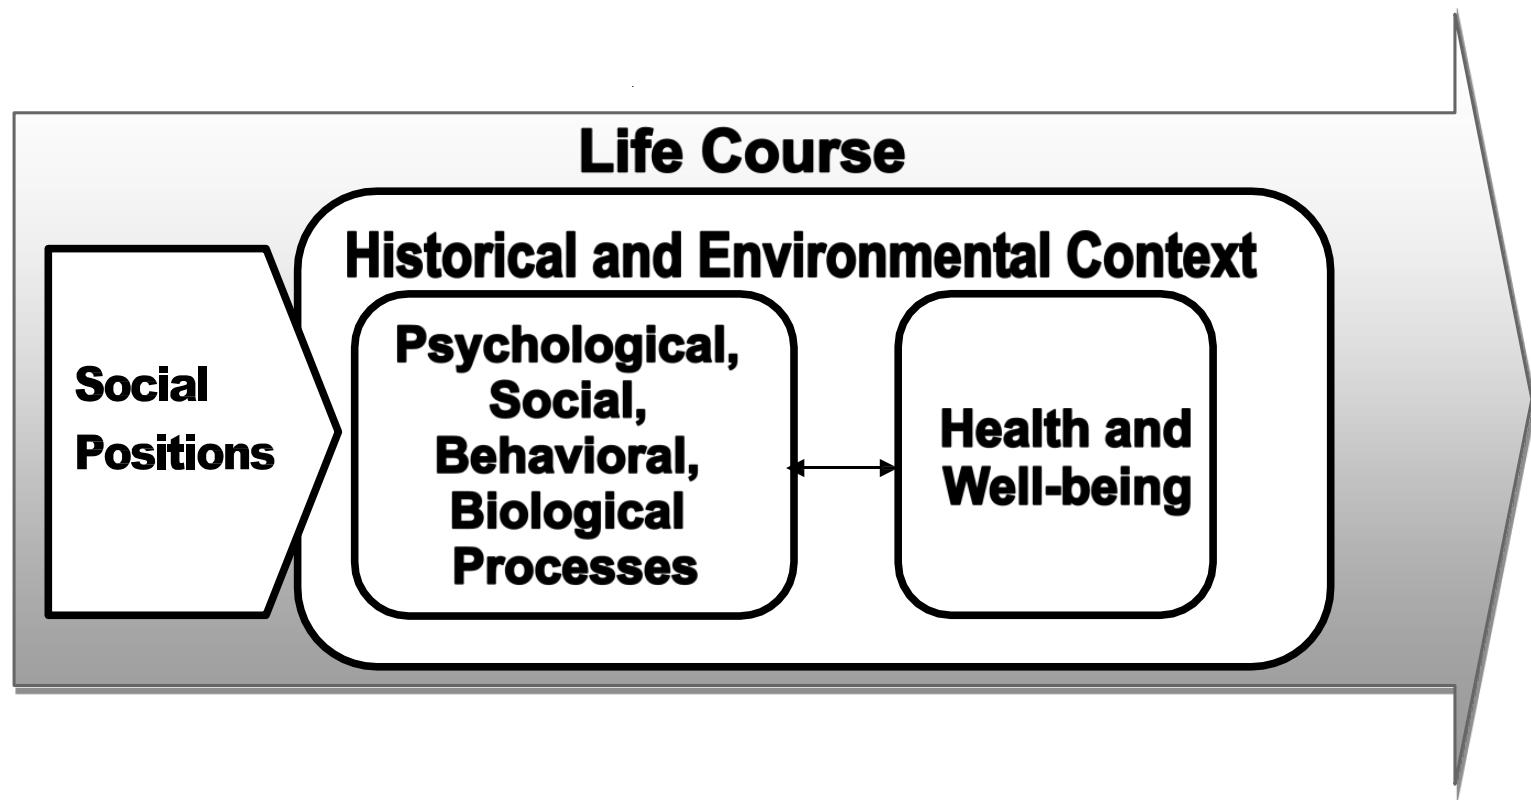 Life Course
Historical and Environmental Context
Social
Positions
Psychological,
Social,
Behavioral,
Biological
Processes
Health and
Well-being